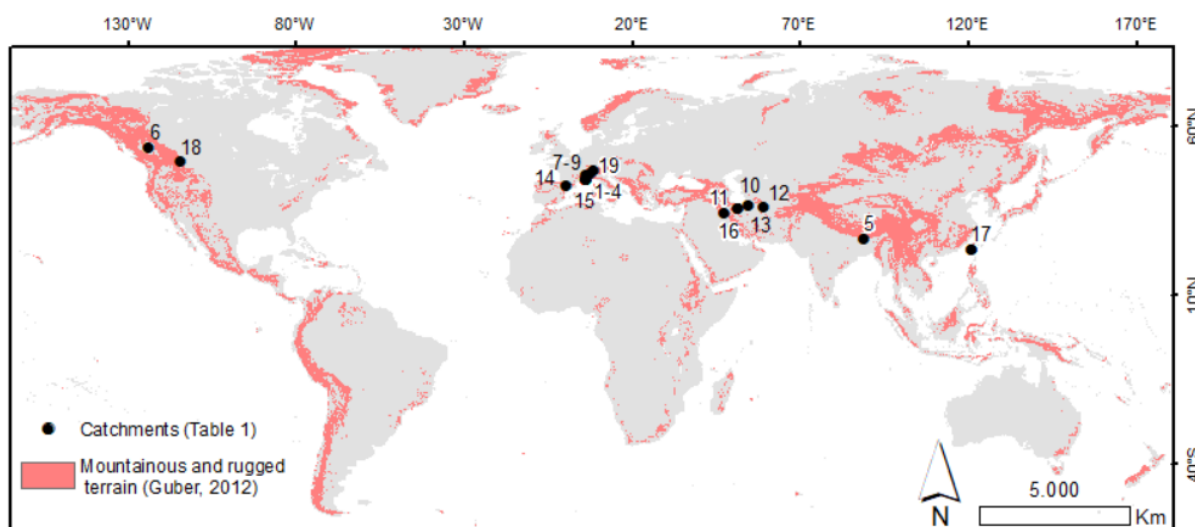 130°W 80°W 30°W 20°E 70°E 120°E 170°E
60°N
6
18
7-9 19
14 1-4
15
10
11 12
16 13
5
17
10°N
Catchments (Table 1)
Mountainous and rugged
terrain (Guber, 2012)
40°S
5.000
N Km